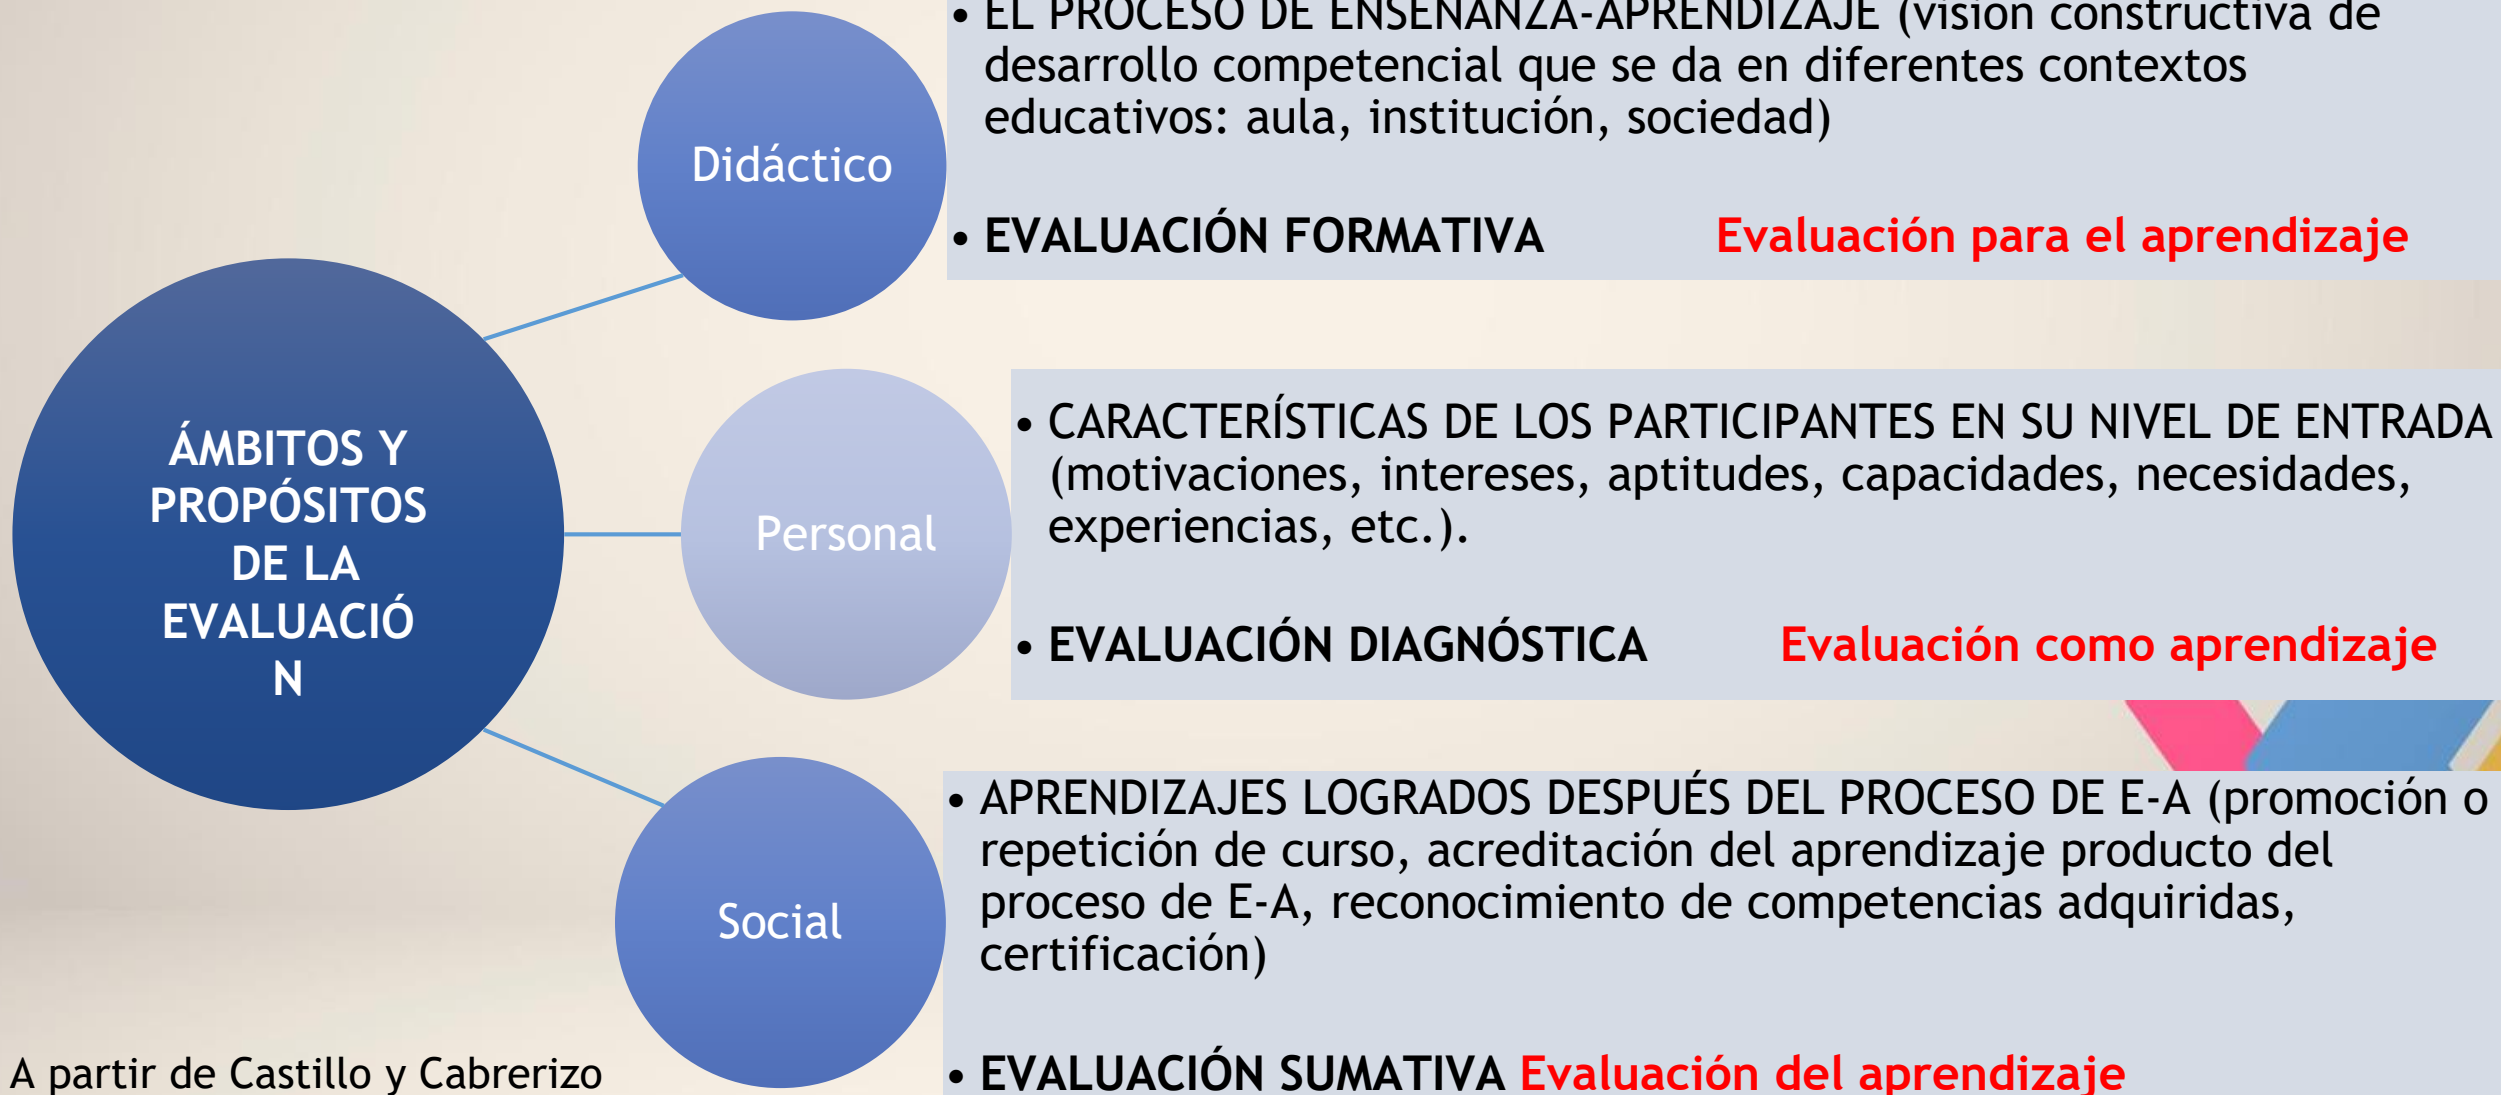 ÁMBITOS Y
PROPÓSITOS
DE LA
EVALUACIÓ
N
Didáctico
• EL PROCESO DE ENSEÑANZA-APRENDIZAJE (visión constructiva de
desarrollo competencial que se da en diferentes contextos
educativos: aula, institución, sociedad)
• EVALUACIÓN FORMATIVA Evaluación para el aprendizaje
Personal
• CARACTERÍSTICAS DE LOS PARTICIPANTES EN SU NIVEL DE ENTRADA
(motivaciones, intereses, aptitudes, capacidades, necesidades,
experiencias, etc.).
• EVALUACIÓN DIAGNÓSTICA Evaluación como aprendizaje
Social
• APRENDIZAJES LOGRADOS DESPUÉS DEL PROCESO DE E-A (promoción o
repetición de curso, acreditación del aprendizaje producto del
proceso de E-A, reconocimiento de competencias adquiridas,
certificación)
• EVALUACIÓN SUMATIVA Evaluación del aprendizaje
A partir de Castillo y Cabrerizo